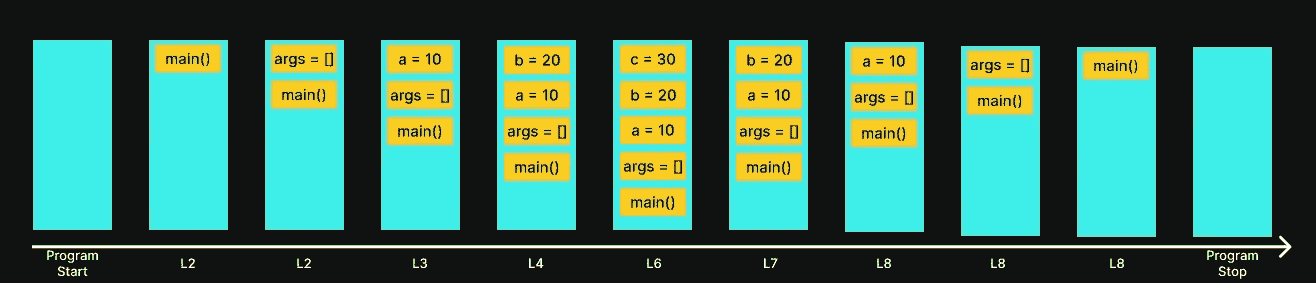 main()
args = []
main()
a = 10
args = []
main()
b = 20
a = 10
args = []
main()
c = 30
b = 20
a = 10
args = []
main()
b = 20
a = 10
args = []
main()
a = 10
args = []
main()
args = []
main()
main()
Program
Start
L2
L2
L3
L4
L6
L7
L8
L8
L8
Program
Stop